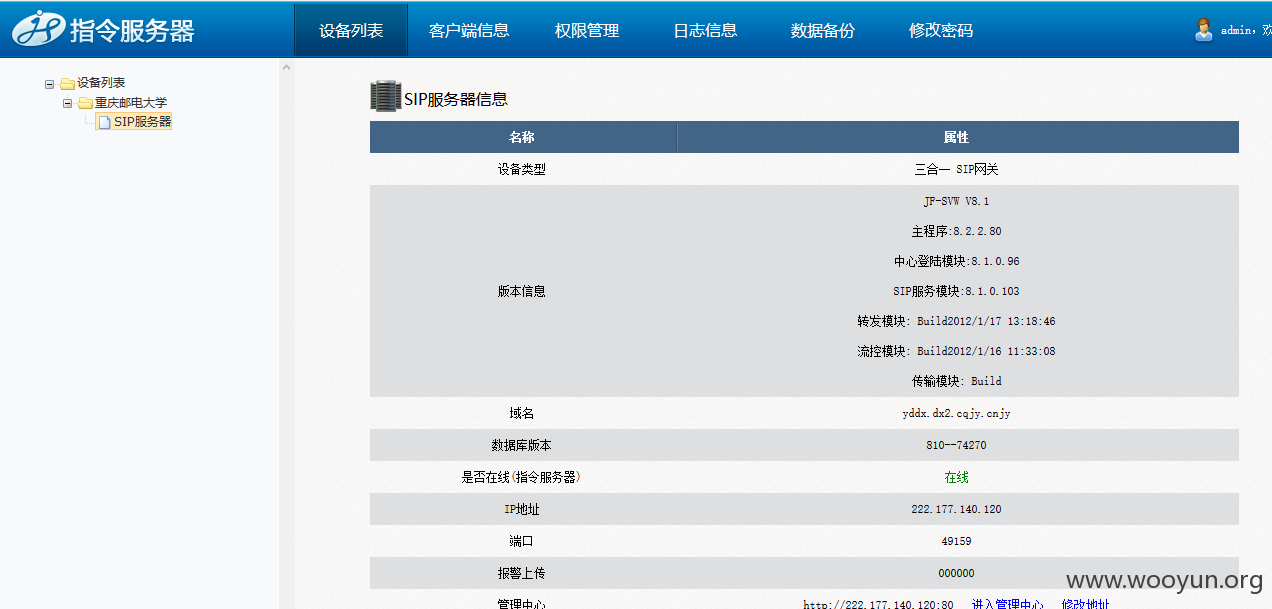 指令服务器
设备列表 客户端信息 权限管理 日志信息 数据备份 修改密码
admin，欢
设备列表
重庆邮电大学
SIP服务器
SIP服务器信息
名称 属性
设备类型 三合一 SIP网关
版本信息
JF-SVW V8.1
主程序:8.2.2.80
中心登陆模块:8.1.0.96
SIP服务模块:8.1.0.103
转发模块: Build2012/1/17 13:18:46
流控模块: Build2012/1/16 11:33:08
传输模块: Build
域名 yddx.dx2.cqjy.cnjy
数据库版本 810--74270
是否在线(指令服务器) 在线
IP地址 222.177.140.120
端口 49159
报警上传 000000
管理中心 http://222.177.140.120:80 进入管理中心 修改地址
www.wooyun.org